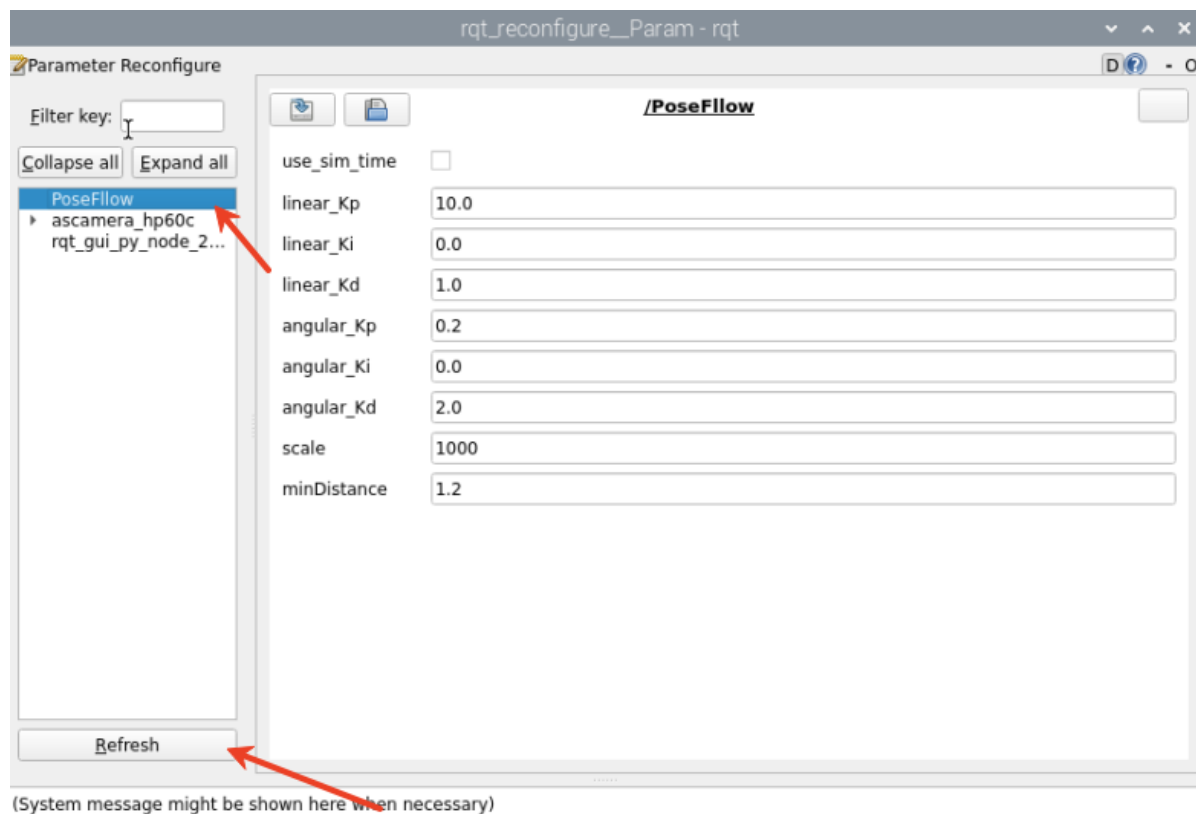 rqt_reconfigure__Param - rqt
Parameter Reconfigure
D
- O
Filter key:
Collapse all
Expand all
PoseFllow
ascamera_hp60c
rqt_gui_py_node_2...
Refresh
/PoseFllow
use_sim_time
linear_Kp 10.0
linear_Ki 0.0
linear_Kd 1.0
angular_Kp 0.2
angular_Ki 0.0
angular_Kd 2.0
scale 1000
minDistance 1.2
(System message might be shown here when necessary)